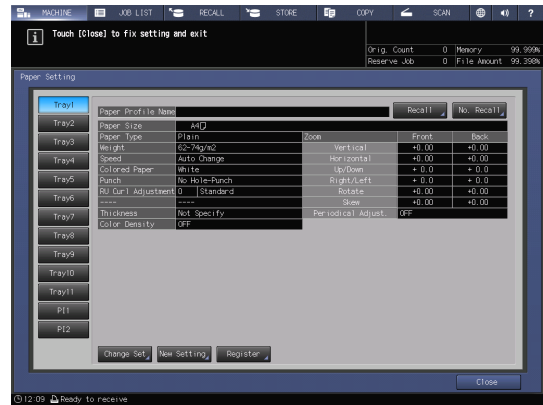 MACHINE JOB LIST RECALL STORE COPY SCAN ?
Touch [Close] to fix setting and exit
Orig. Count 0 Memory 99.999%
Reserve Job 0 File Amount 99.398%
Paper Setting
Tray1
Tray2
Tray3
Tray4
Tray5
Tray6
Tray7
Tray8
Tray9
Tray10
Tray11
PI1
PI2
Paper Profile Name Recall No. Recall
Paper Size A4
Paper Type Plain Zoom Front Back
Weight 62-74g/m2 Vertical +0.00 +0.00
Speed Auto Change Horizontal +0.00 +0.00
Colored Paper White Up/Down + 0.0 + 0.0
Punch No Hole-Punch Right/Left + 0.0 + 0.0
RU Curl Adjustment 0 Standard Rotate +0.00 +0.00
---- ---- Skew +0.00 +0.00
Thickness Not Specify Periodical Adjust. OFF
Color Density OFF
Change Set New Setting Register
Close
12:09 Ready to receive